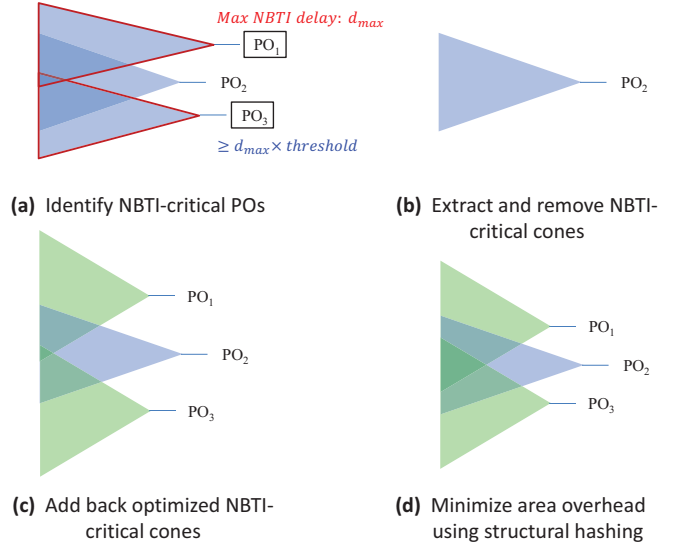 Max NBTI delay: d_max
PO₁
PO₂
PO₃
≥ d_max × threshold
(a) Identify NBTI-critical POs
PO₂
(b) Extract and remove NBTI-
critical cones
PO₁
PO₂
PO₃
(c) Add back optimized NBTI-
critical cones
PO₁
PO₂
PO₃
(d) Minimize area overhead
using structural hashing